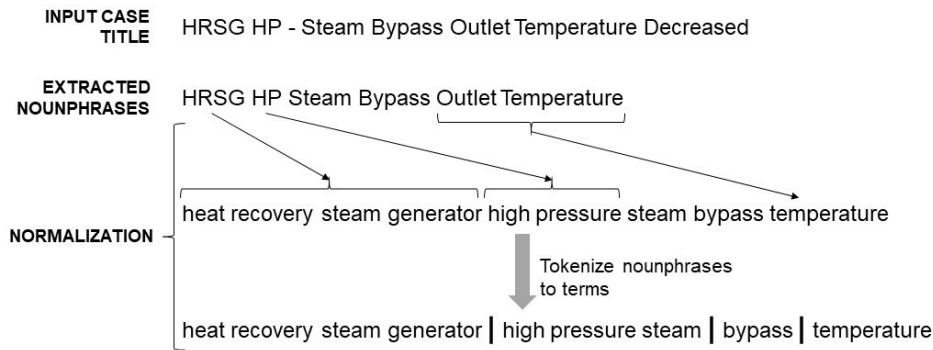 INPUT CASE
TITLE
HRSG HP - Steam Bypass Outlet Temperature Decreased
EXTRACTED
NOUNPHRASES
HRSG HP Steam Bypass Outlet Temperature
NORMALIZATION
heat recovery steam generator high pressure steam bypass temperature
Tokenize nounphrases
to terms
heat recovery steam generator | high pressure steam | bypass | temperature